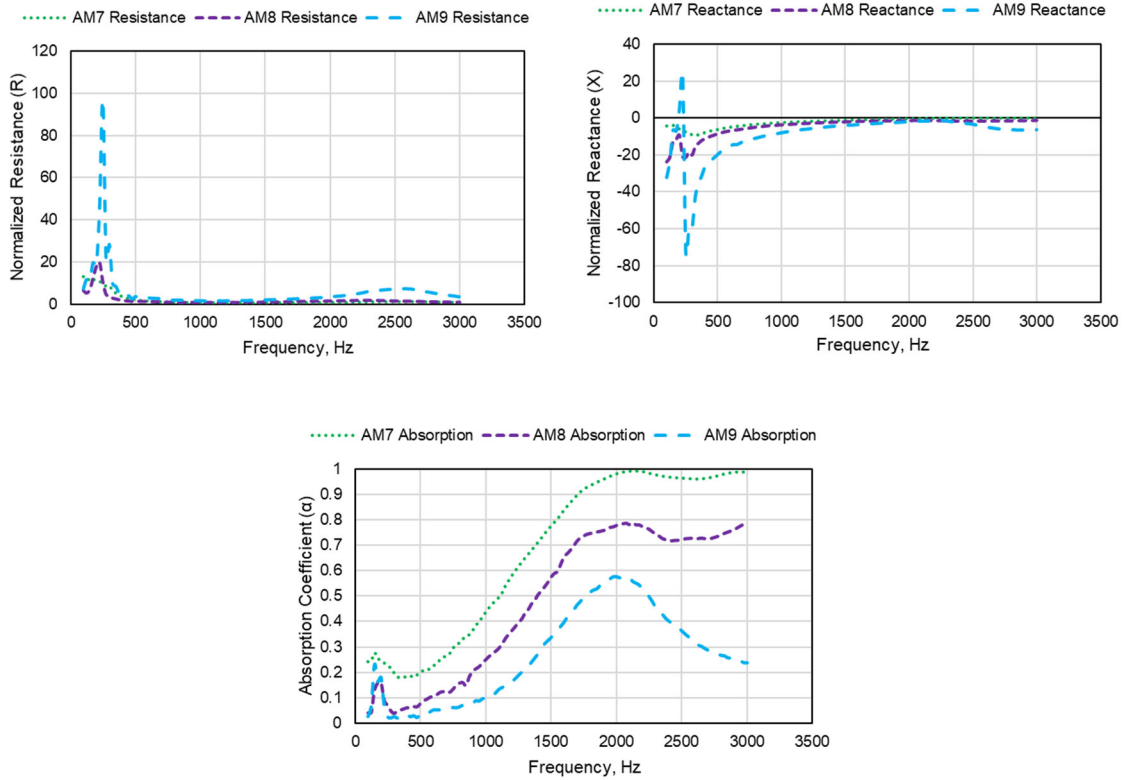 AM7 Resistance AM8 Resistance AM9 Resistance
Normalized Resistance (R)
120
100
80
60
40
20
0
0 500 1000 1500 2000 2500 3000 3500
Frequency, Hz
AM7 Reactance AM8 Reactance AM9 Reactance
Normalized Reactance (X)
40
20
0
-20
-40
-60
-80
-100
0 500 1000 1500 2000 2500 3000 3500
Frequency, Hz
AM7 Absorption AM8 Absorption AM9 Absorption
Absorption Coefficient (α)
1
0.9
0.8
0.7
0.6
0.5
0.4
0.3
0.2
0.1
0
0 500 1000 1500 2000 2500 3000 3500
Frequency, Hz